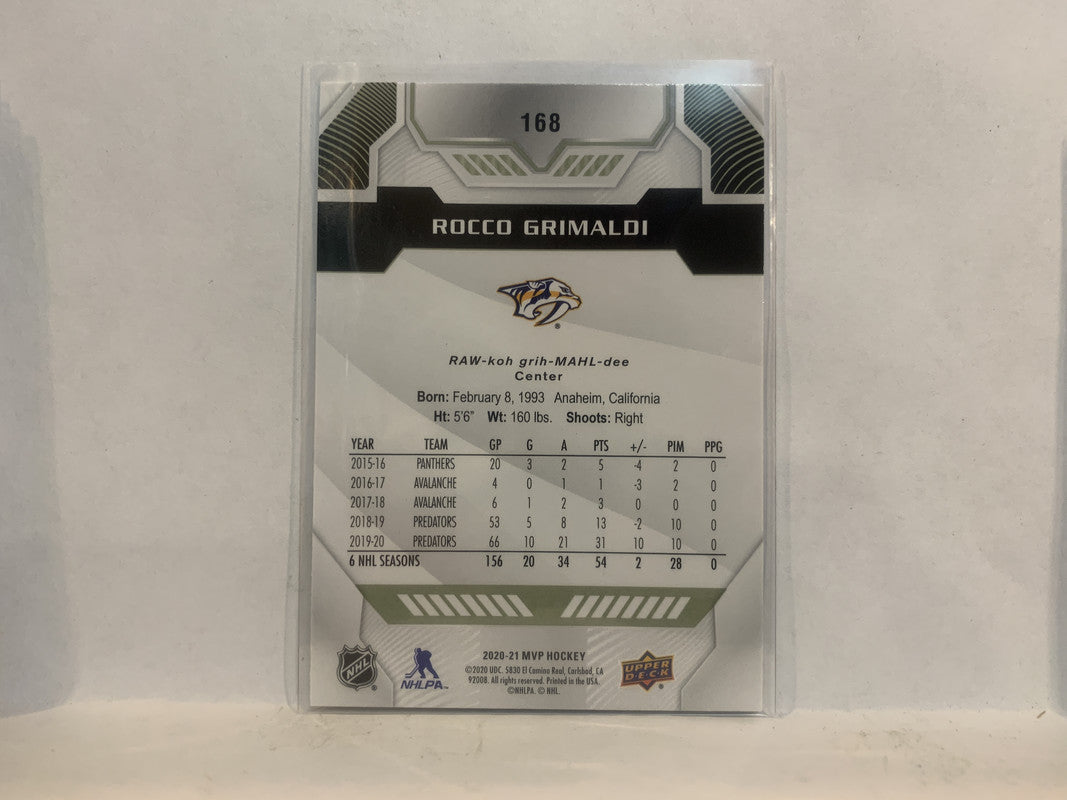 168
ROCCO GRIMALDI
RAW-koh grih-MAHL-dee
Center
Born: February 8, 1993 Anaheim, California
Ht: 5'6" Wt: 160 lbs. Shoots: Right
YEAR TEAM GP G A PTS +/- PIM PPG
2015-16 PANTHERS 20 3 2 5 -4 2 0
2016-17 AVALANCHE 4 0 1 1 -3 2 0
2017-18 AVALANCHE 6 1 2 3 0 0 0
2018-19 PREDATORS 53 5 8 13 -2 10 0
2019-20 PREDATORS 66 10 21 31 10 10 0
6 NHL SEASONS 156 20 34 54 2 28 0
2020-21 MVP HOCKEY
©2020 UDC. 5830 El Camino Real, Carlsbad, CA
92008. All rights reserved. Printed in the USA.
©NHLPA. © NHL.
NHL
NHLPA™
UPPER
DECK